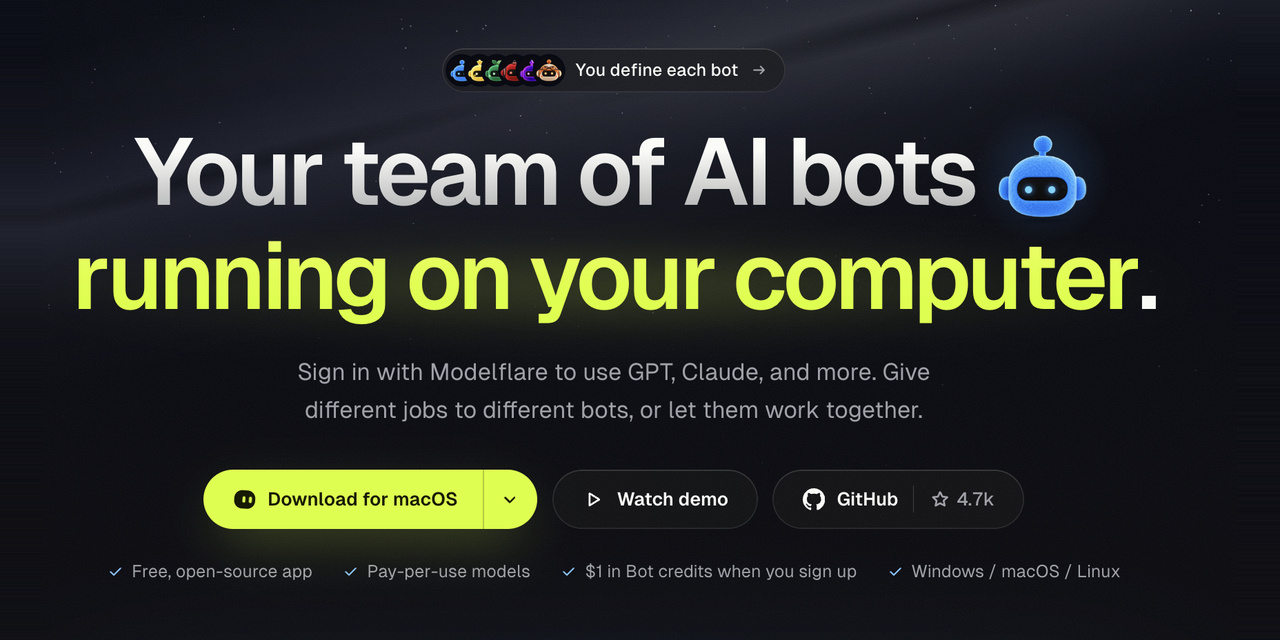 You define each bot →
Your team of AI bots
running on your computer.
Sign in with Modelflare to use GPT, Claude, and more. Give
different jobs to different bots, or let them work together.
Download for macOS
Watch demo
GitHub
4.7k
Free, open-source app
Pay-per-use models
$1 in Bot credits when you sign up
Windows / macOS / Linux